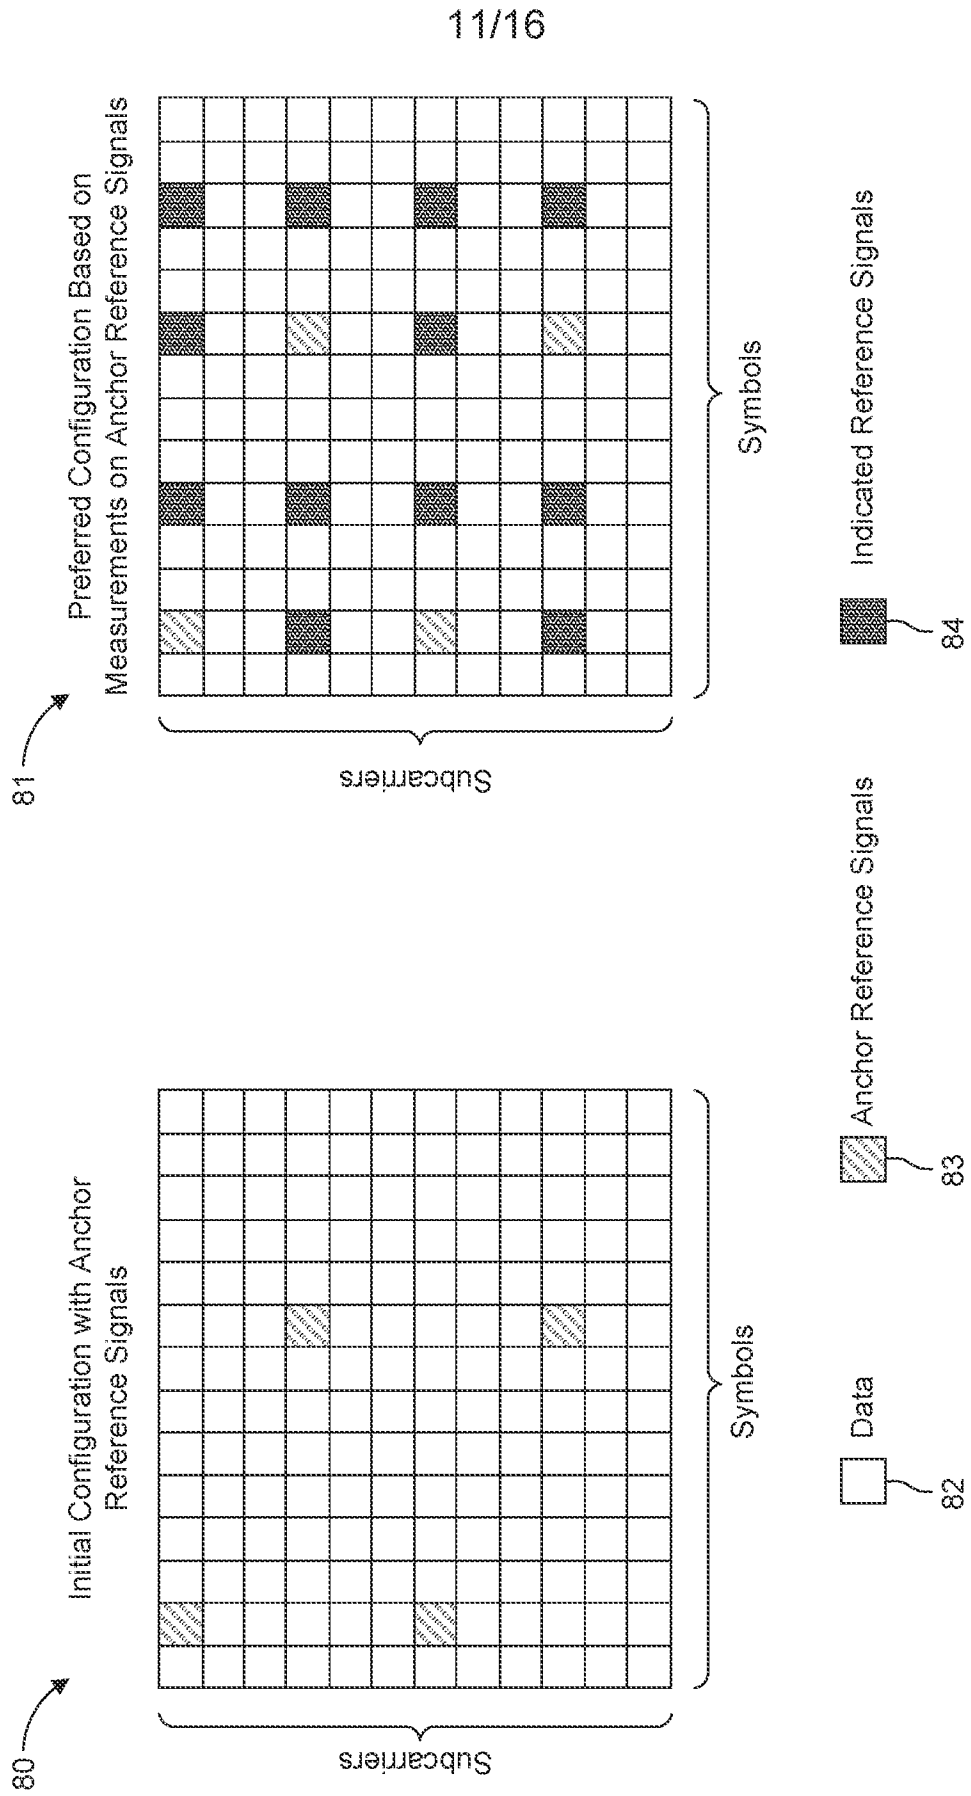 11/16
80
Initial Configuration with Anchor
Reference Signals
Subcarriers
Symbols
81
Preferred Configuration Based on
Measurements on Anchor Reference Signals
Subcarriers
Symbols
Data
82
Anchor Reference Signals
83
Indicated Reference Signals
84